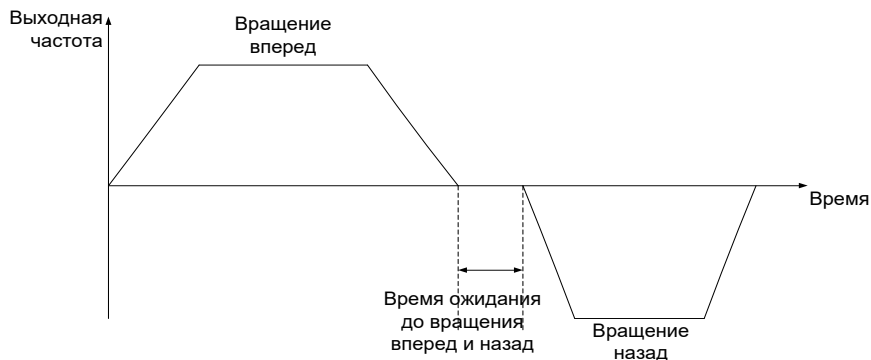 Выходная
частота
Вращение
вперед
Время
Время ожидания
до вращения
вперед и назад
Вращение
назад